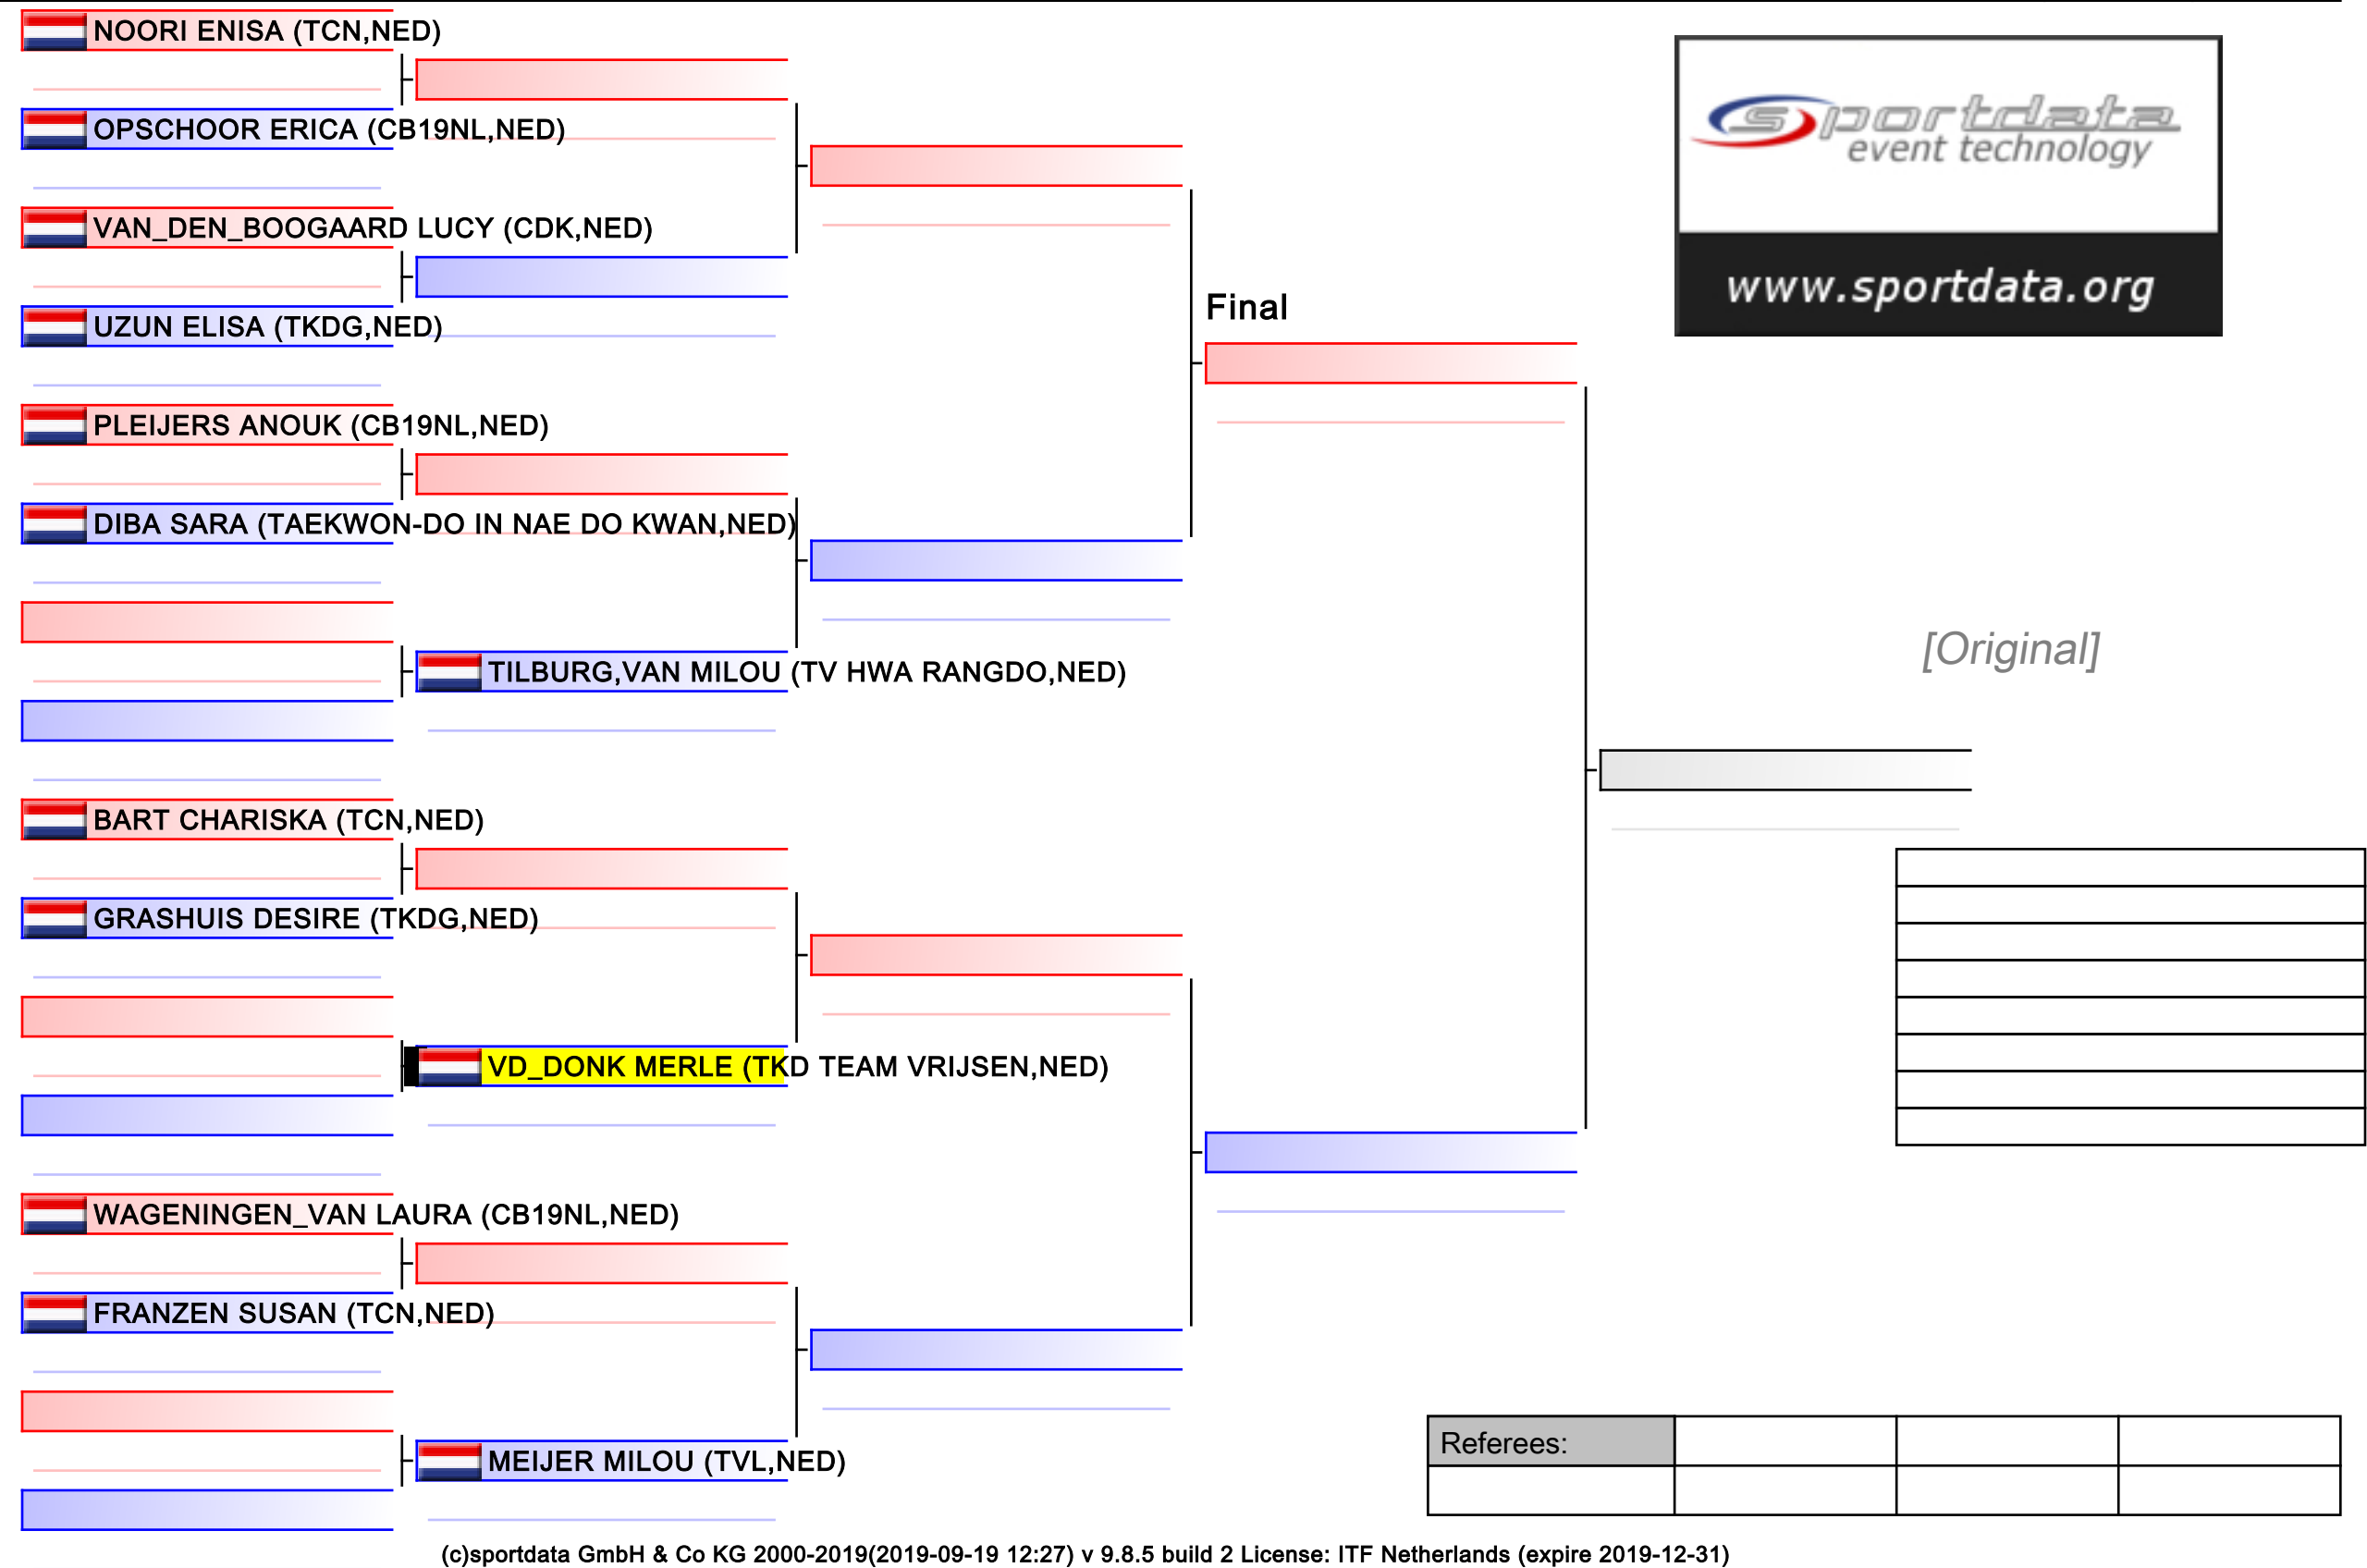 NOORI ENISA (TCN,NED)
OPSCHOOR ERICA (CB19NL,NED)
VAN_DEN_BOOGAARD LUCY (CDK,NED)
UZUN ELISA (TKDG,NED)
PLEIJERS ANOUK (CB19NL,NED)
DIBA SARA (TAEKWON-DO IN NAE DO KWAN,NED)
TILBURG,VAN MILOU (TV HWA RANGDO,NED)
BART CHARISKA (TCN,NED)
GRASHUIS DESIRE (TKDG,NED)
VD_DONK MERLE (TKD TEAM VRIJSEN,NED)
WAGENINGEN_VAN LAURA (CB19NL,NED)
FRANZEN SUSAN (TCN,NED)
MEIJER MILOU (TVL,NED)
Final
sportdata
event technology
www.sportdata.org
[Original]
Referees:
(c)sportdata GmbH & Co KG 2000-2019(2019-09-19 12:27) v 9.8.5 build 2 License: ITF Netherlands (expire 2019-12-31)